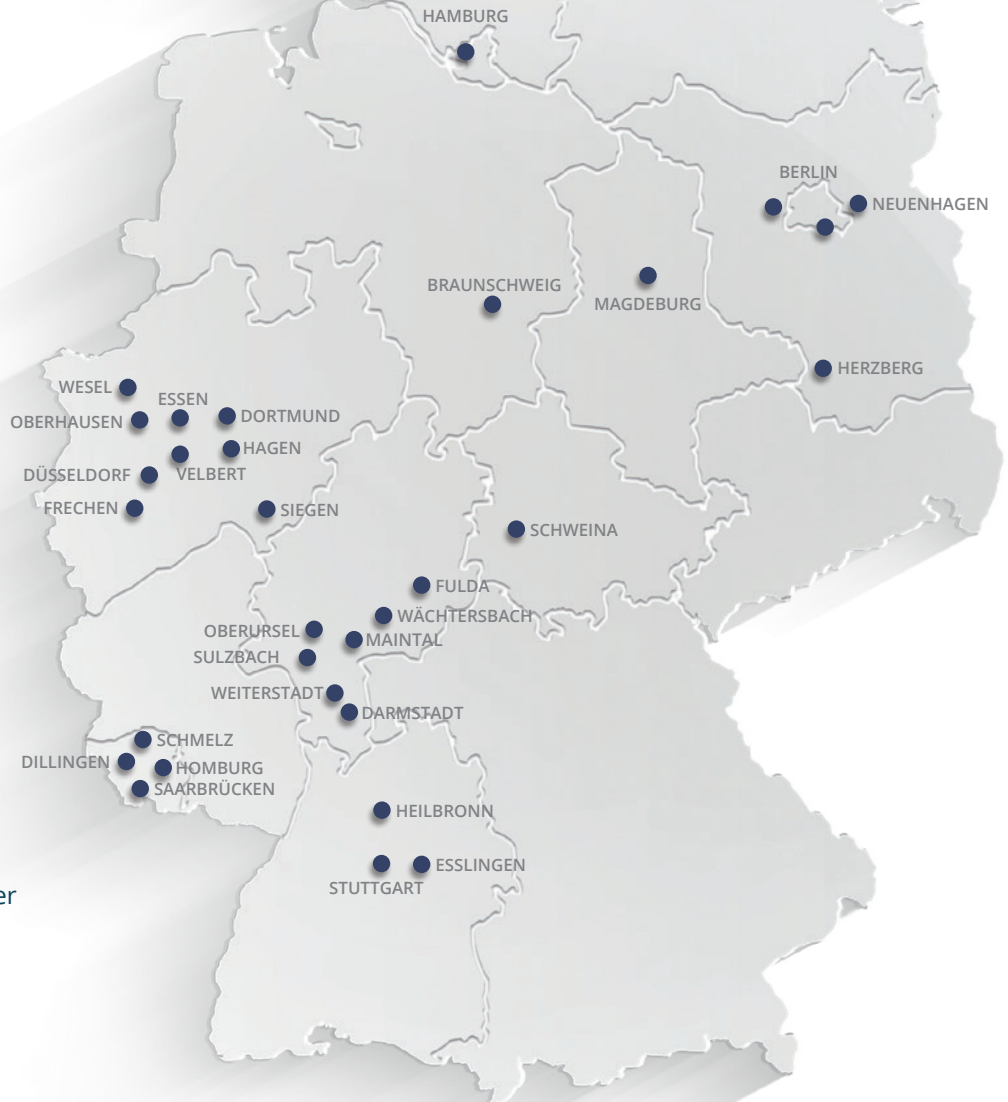 HAMBURG
BERLIN
NEUENHAGEN
BRAUNSCHWEIG
MAGDEBURG
HERZBERG
WESEL
ESSEN
OBERHAUSEN
DORTMUND
HAGEN
DÜSSELDORF
VELBERT
FRECHEN
SIEGEN
SCHWEINA
FULDA
WÄCHTERSBACH
OBERURSEL
MAINTAL
SULZBACH
WEITERSTADT
DARMSTADT
SCHMELZ
DILLINGEN
HOMBURG
SAARBRÜCKEN
HEILBRONN
ESSLINGEN
STUTTGART
er